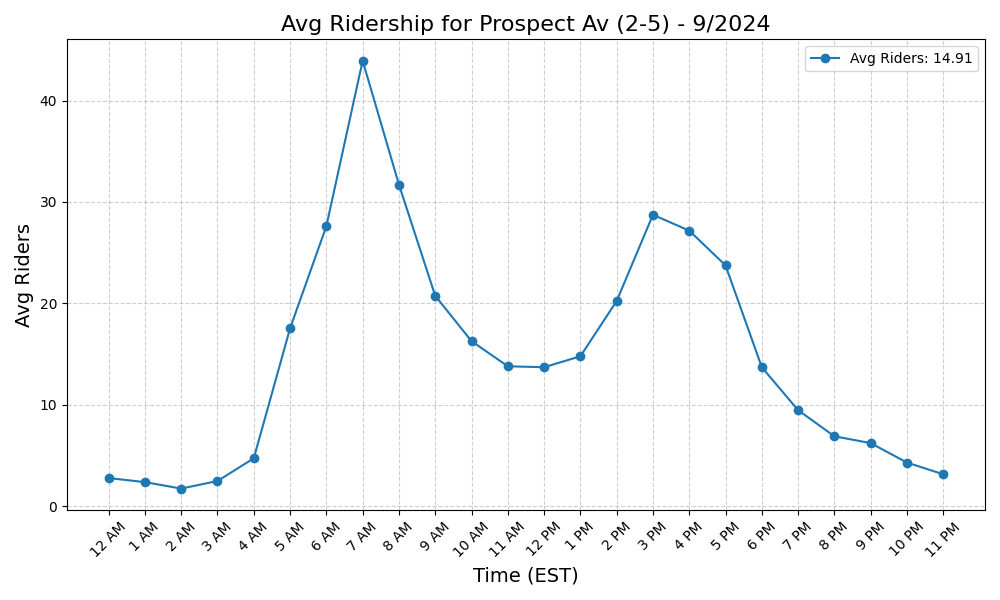 Avg Ridership for Prospect Av (2-5) - 9/2024
Avg Riders: 14.91
Avg Riders
40
30
20
10
0
12 AM
1 AM
2 AM
3 AM
4 AM
5 AM
6 AM
7 AM
8 AM
9 AM
10 AM
11 AM
12 PM
1 PM
2 PM
3 PM
4 PM
5 PM
6 PM
7 PM
8 PM
9 PM
10 PM
11 PM
Time (EST)